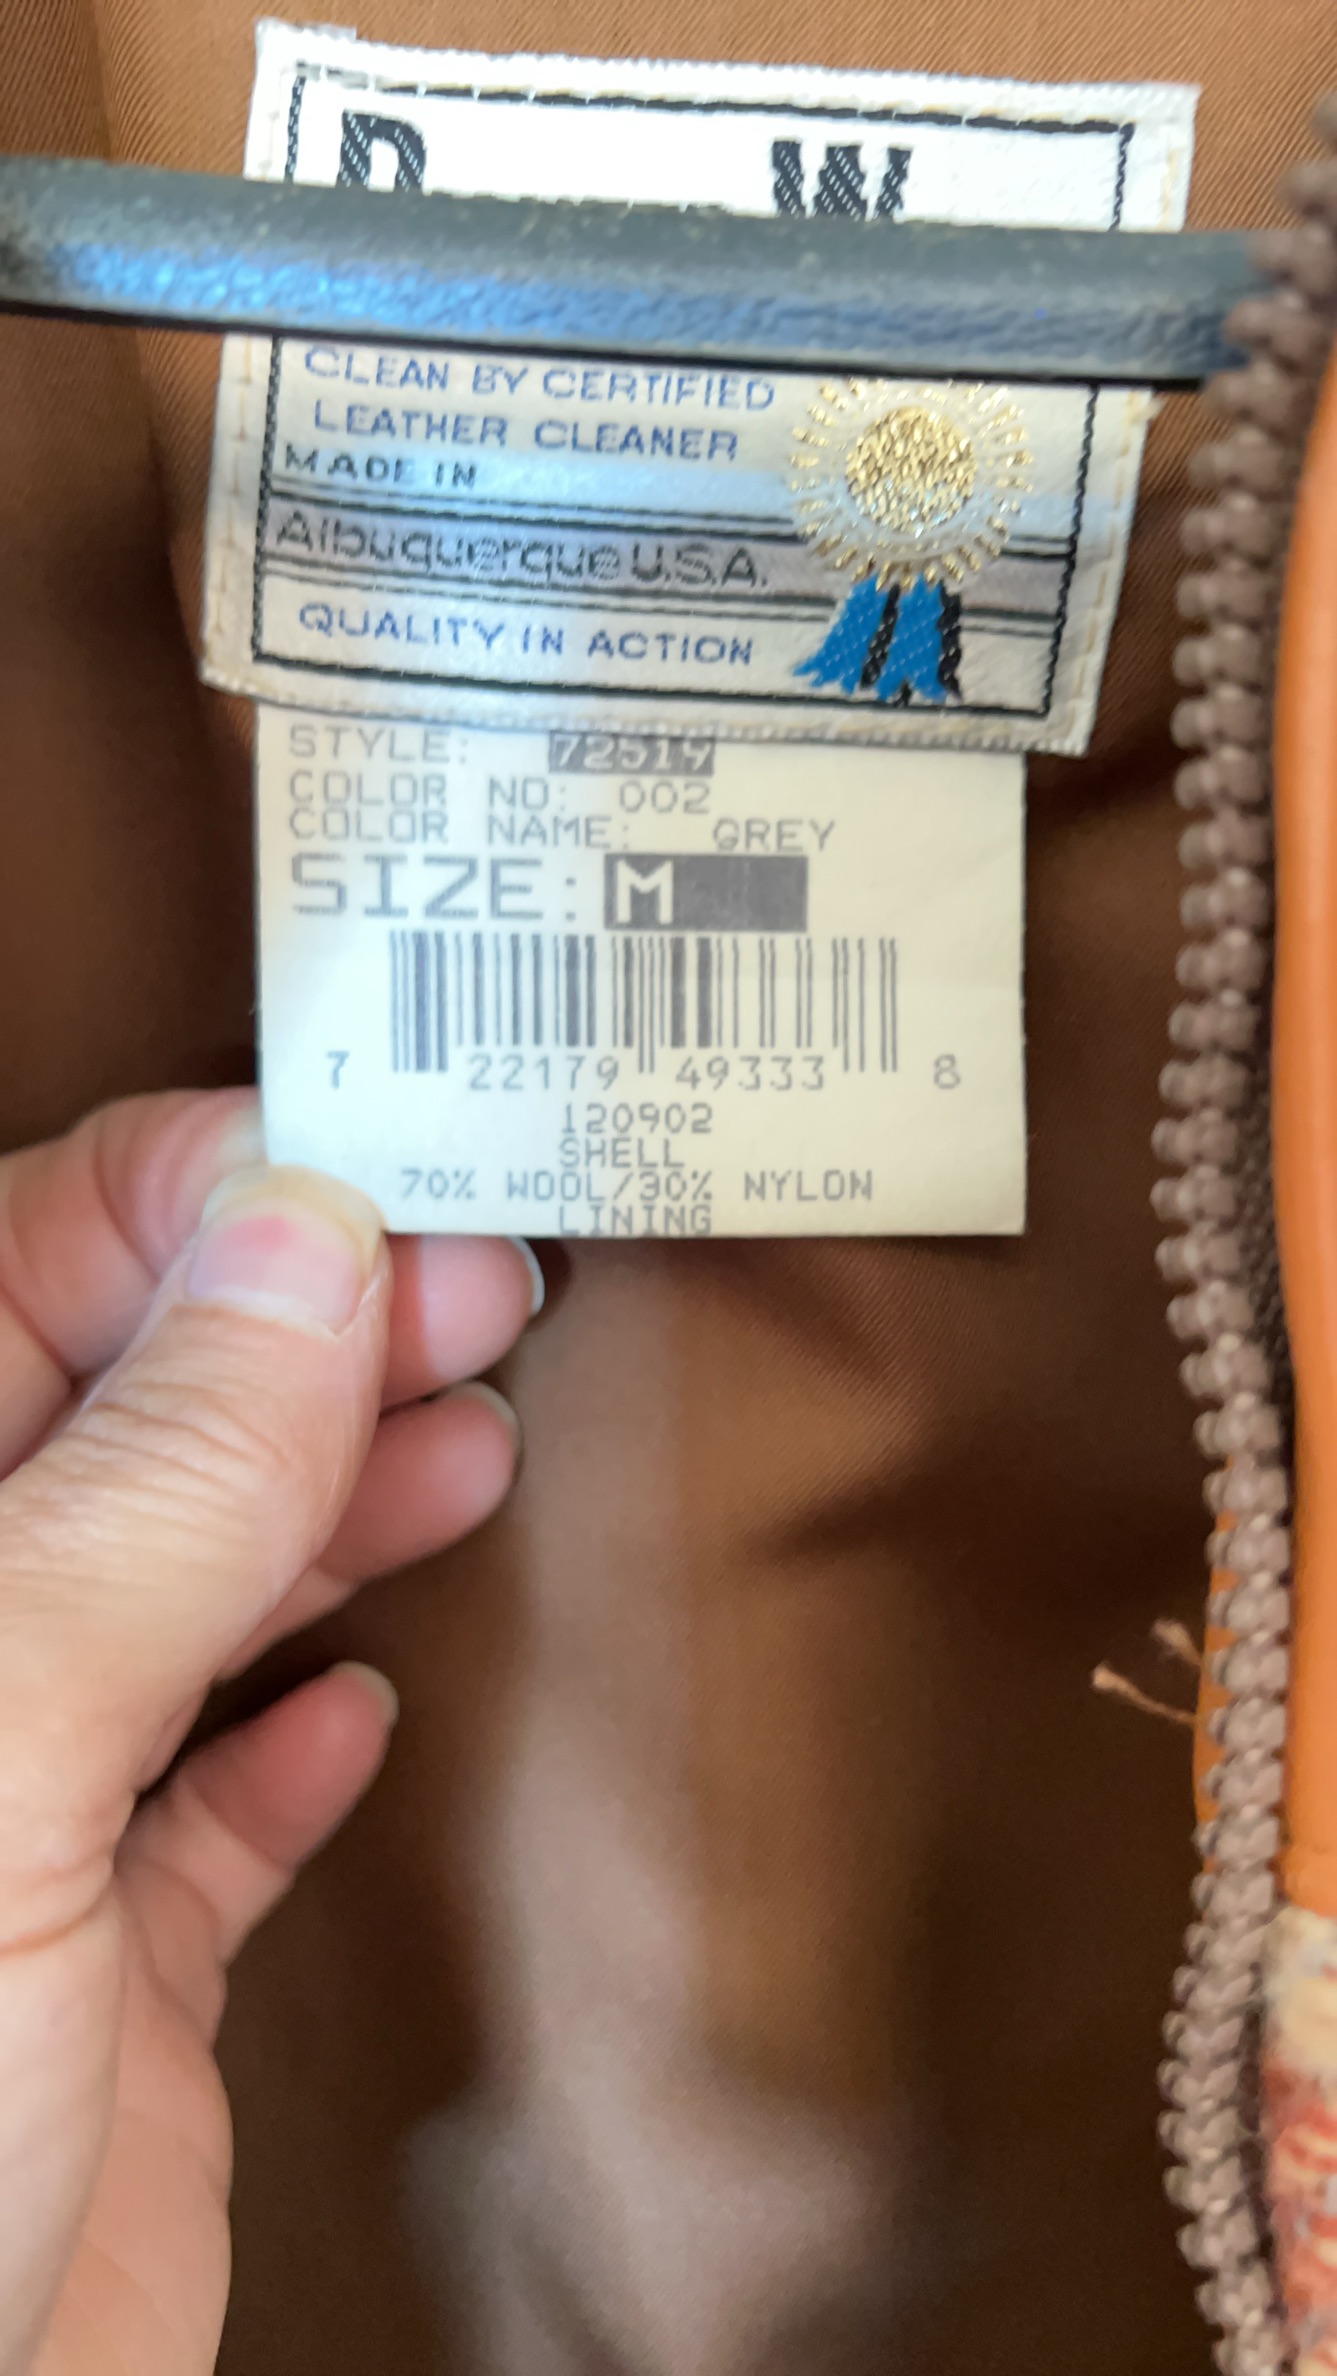 CLEAN BY CERTIFIED
LEATHER CLEANER
MADE IN
Albuquerque U.S.A.
QUALITY IN ACTION
STYLE: 72519
COLOR NO: 002
COLOR NAME: GREY
SIZE: M
7 22179 49333 8
120902
SHELL
70% WOOL/30% NYLON
LINING